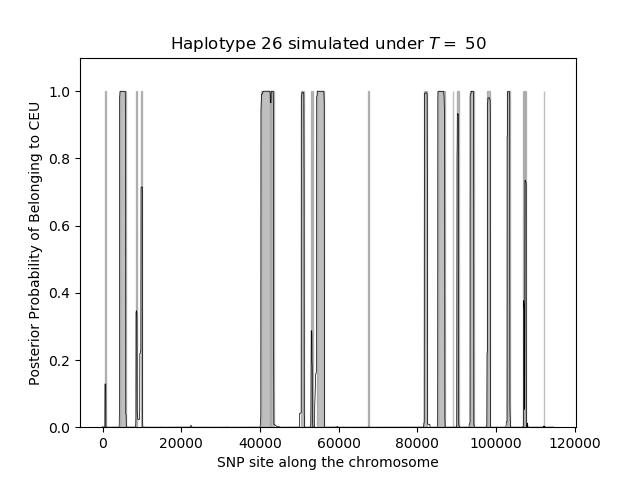 Haplotype 26 simulated under T = 50
Posterior Probability of Belonging to CEU
1.0
0.8
0.6
0.4
0.2
0.0
0 20000 40000 60000 80000 100000 120000
SNP site along the chromosome